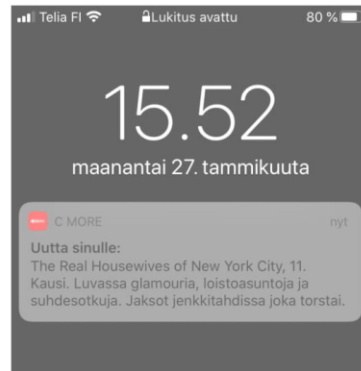 Telia FI Lukitus avattu 80 %
15.52
maanantai 27. tammikuuta
C MORE nyt
Uutta sinulle:
The Real Housewives of New York City, 11.
Kausi. Luvassa glamouria, loistoasuntoja ja
suhdesotkuja. Jaksot jenkkitahdissa joka torstai.